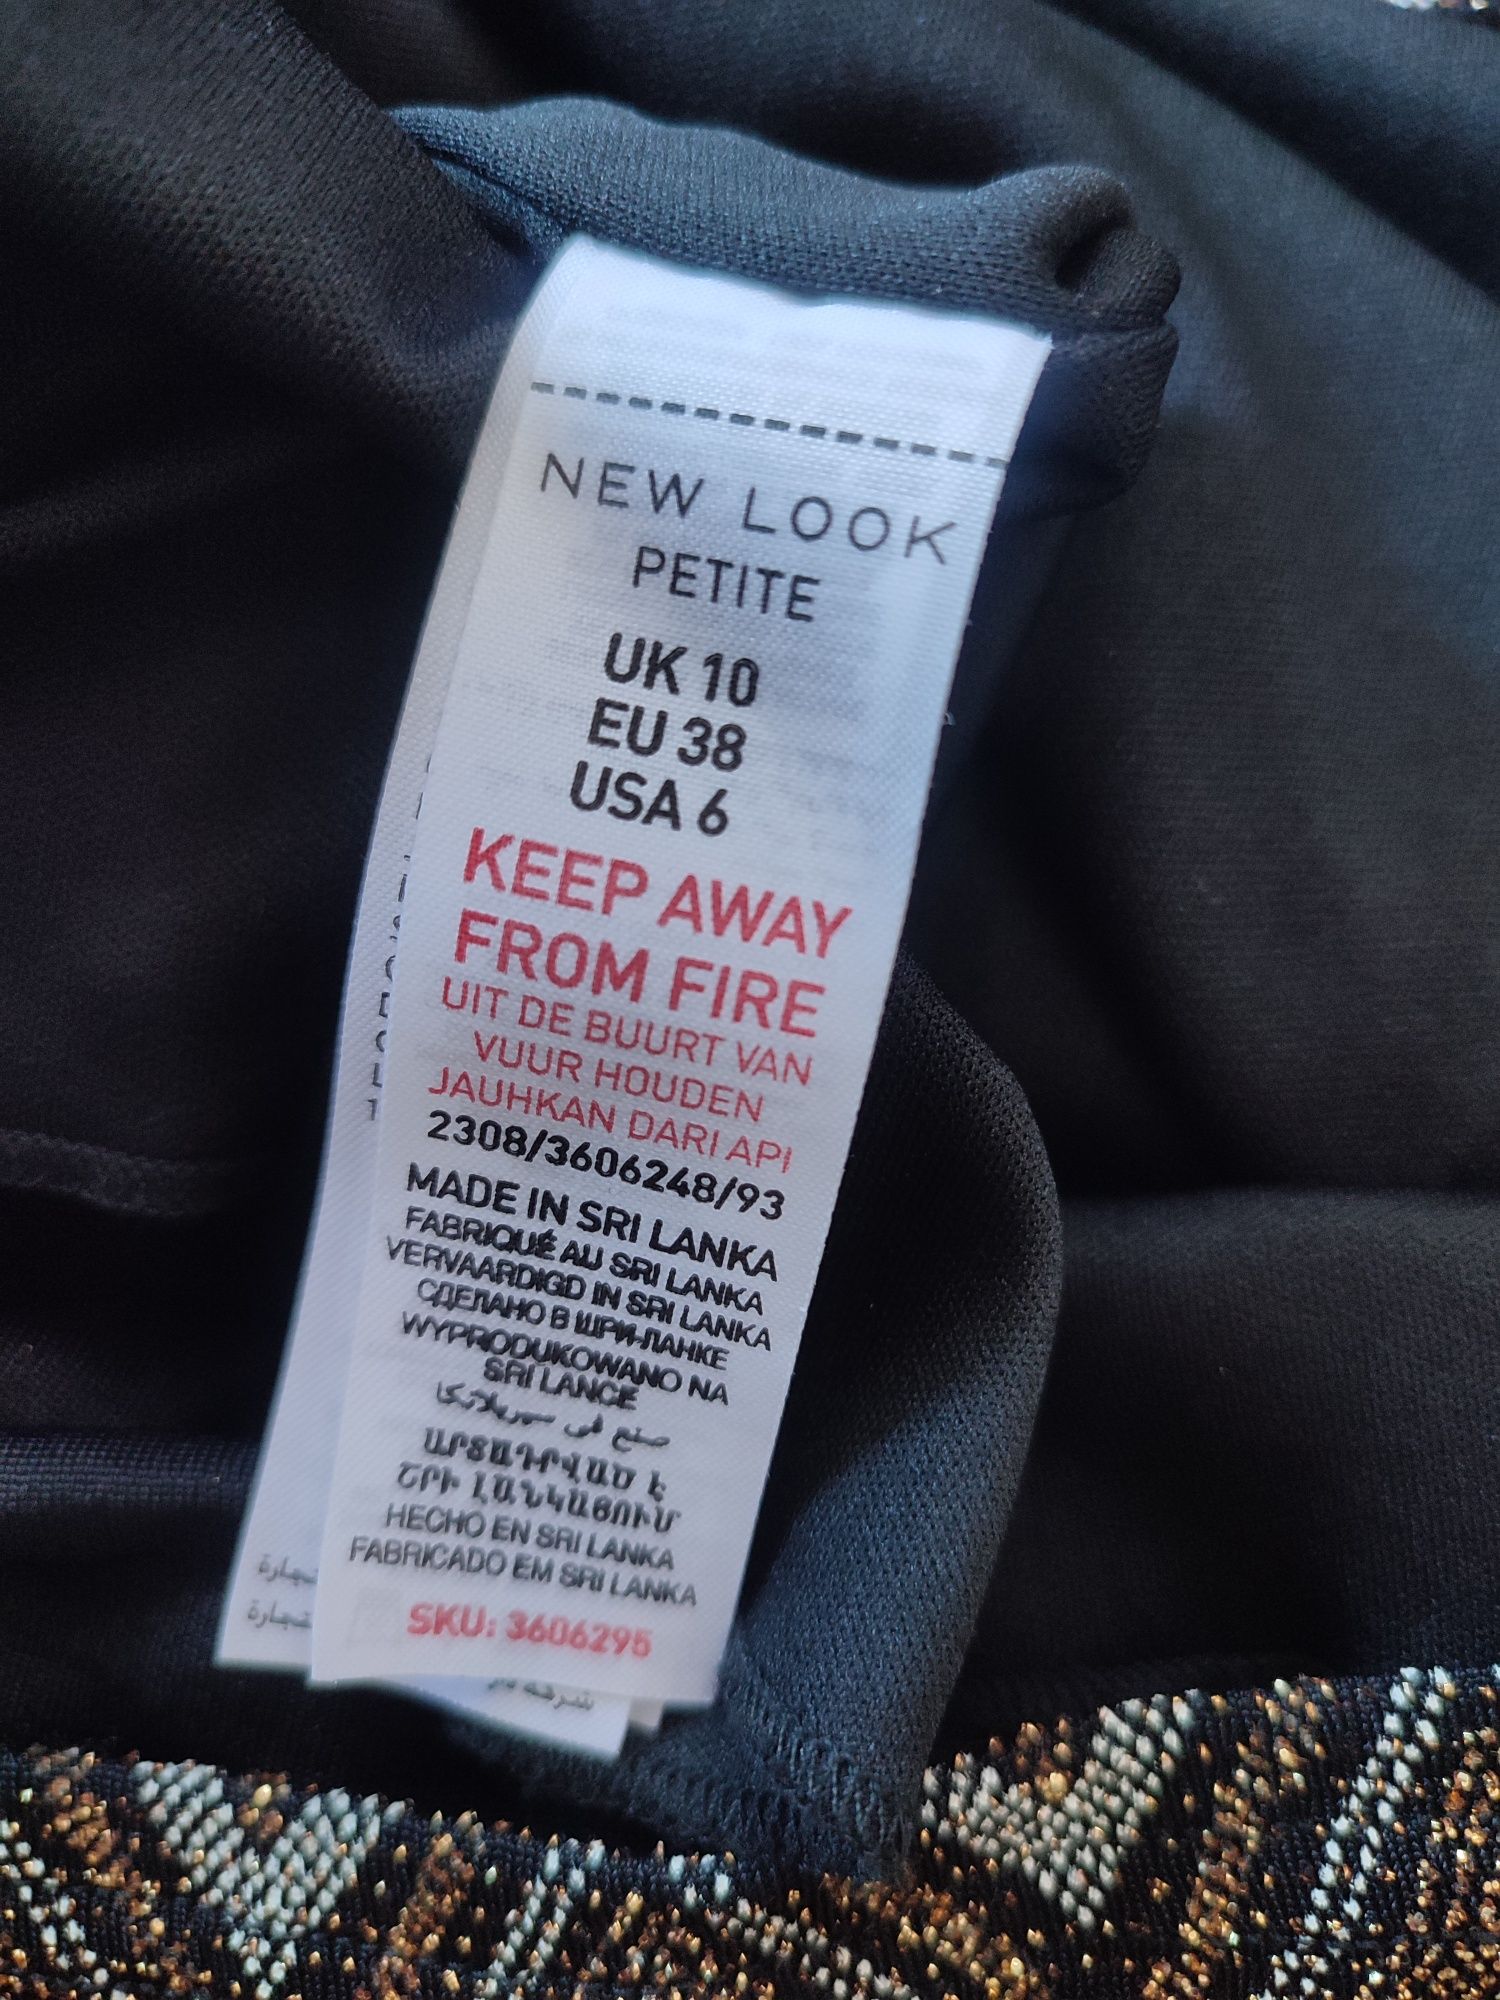 NEW LOOK
PETITE
UK 10
EU 38
USA 6
KEEP AWAY
FROM FIRE
UIT DE BUURT VAN
VUUR HOUDEN
JAUHKAN DARI API
2308/3606248/93
MADE IN SRI LANKA
FABRIQUÉ AU SRI LANKA
VERVAARDIGD IN SRI LANKA
СДЕЛАНО В ШРИ-ЛАНКЕ
WYPRODUKOWANO NA
SRI LANCE
صنع في سريلانكا
ԱՐՏԱԴՐՎԱԾ Է
ՇՐԻ ԼԱՆԿԱՅՈՒՄ
HECHO EN SRI LANKA
FABRICADO EM SRI LANKA
SKU: 3606295